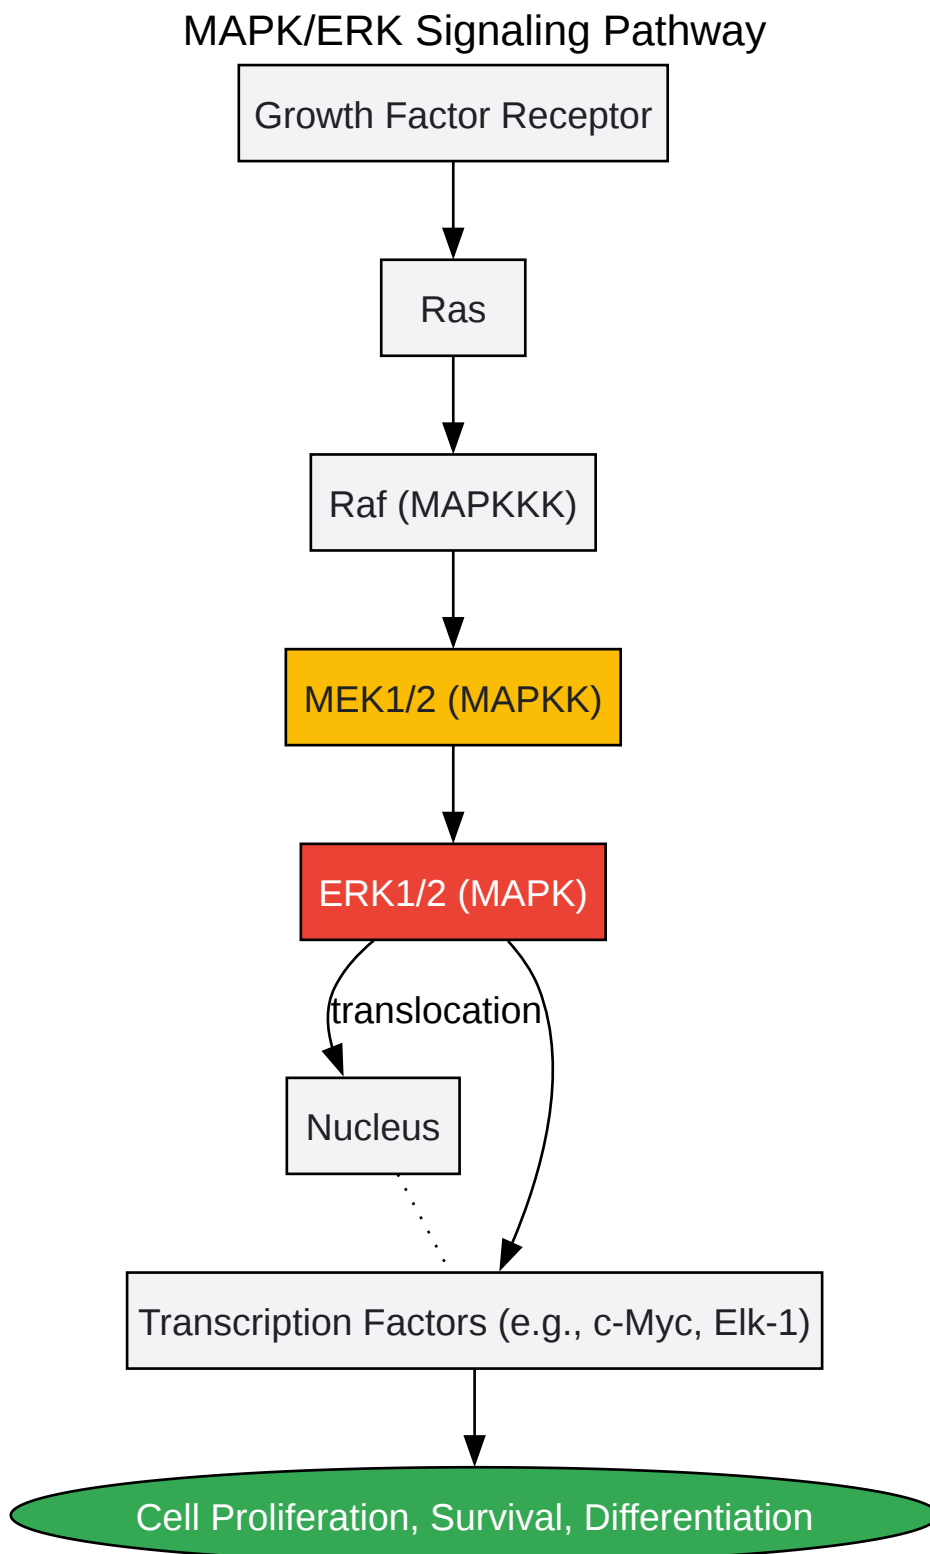 MAPK/ERK Signaling Pathway
Growth Factor Receptor
Ras
Raf (MAPKKK)
MEK1/2 (MAPKK)
ERK1/2 (MAPK)
translocation
Nucleus
Transcription Factors (e.g., c-Myc, Elk-1)
Cell Proliferation, Survival, Differentiation